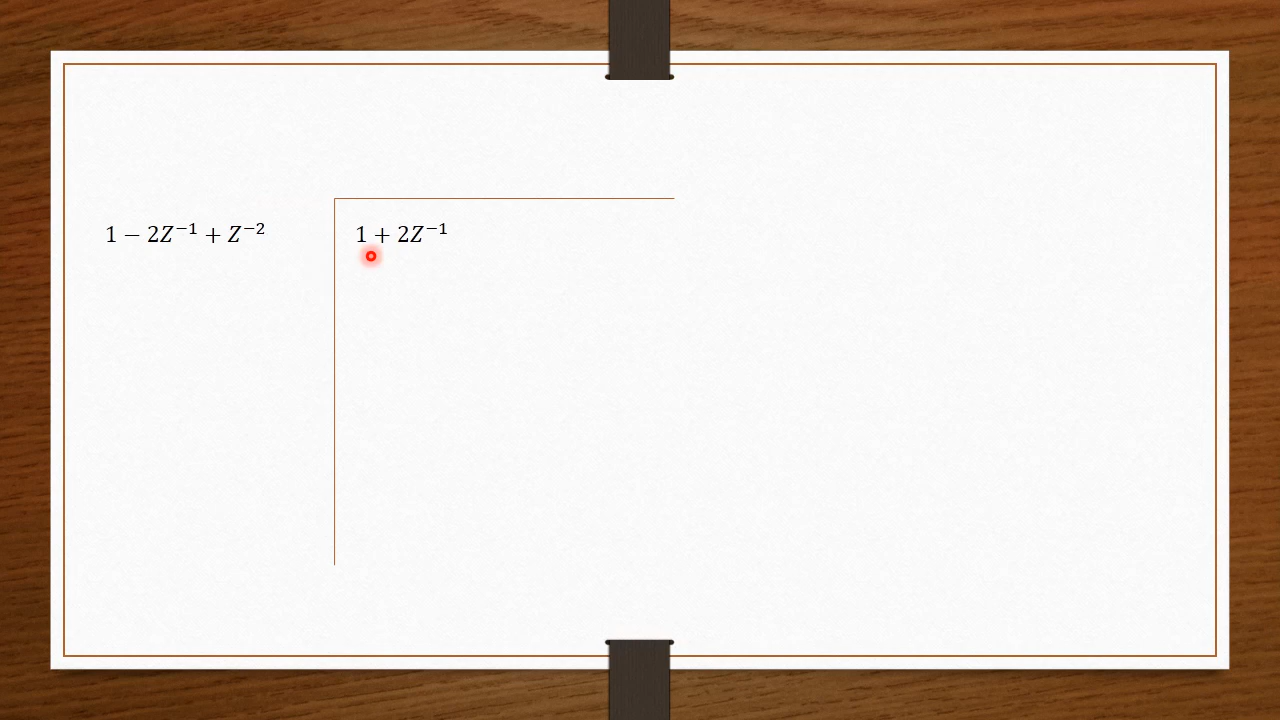 1 − 2Z⁻¹ + Z⁻² 1 + 2Z⁻¹